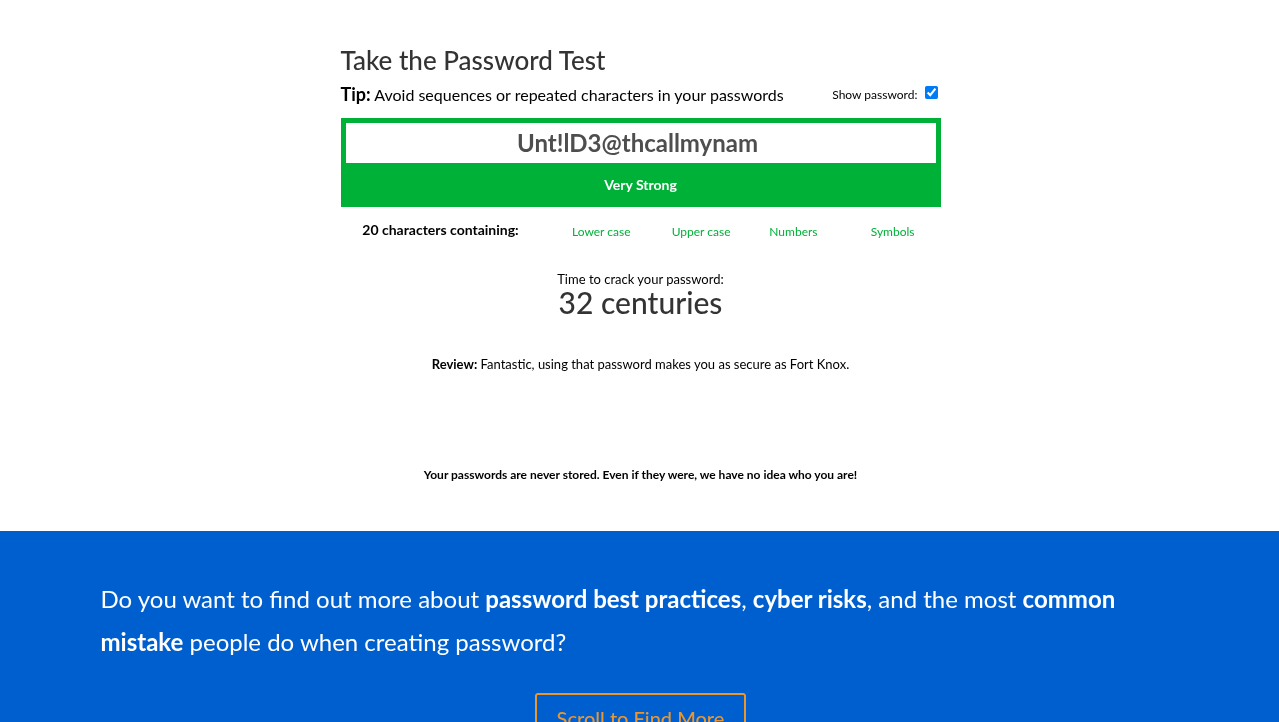 Take the Password Test
Tip: Avoid sequences or repeated characters in your passwords
Show password:
Unt!lD3@thcallmynam
Very Strong
20 characters containing:
Lower case
Upper case
Numbers
Symbols
Time to crack your password:
32 centuries
Review: Fantastic, using that password makes you as secure as Fort Knox.
Your passwords are never stored. Even if they were, we have no idea who you are!
Do you want to find out more about password best practices, cyber risks, and the most common
mistake people do when creating password?
Scroll to Find More